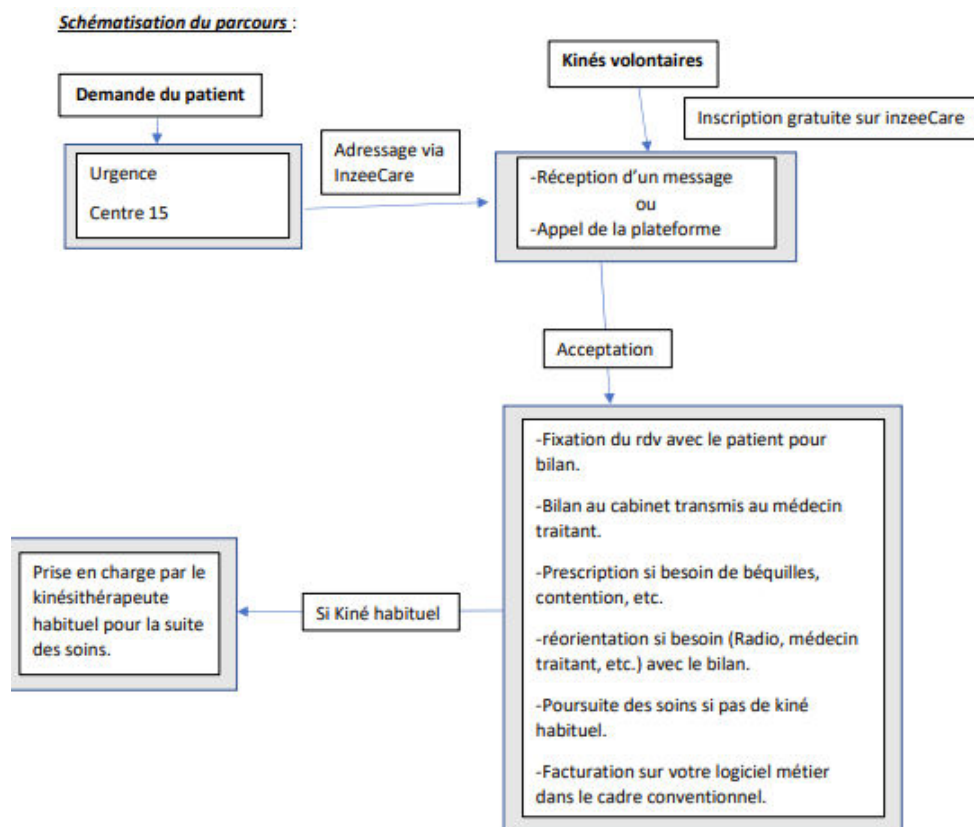 Schématisation du parcours :
Kinés volontaires
Demande du patient
Inscription gratuite sur inzeeCare
Adressage via
InzeeCare
Urgence
Centre 15
-Réception d'un message
ou
-Appel de la plateforme
Acceptation
-Fixation du rdv avec le patient pour
bilan.
-Bilan au cabinet transmis au médecin
traitant.
-Prescription si besoin de béquilles,
contention, etc.
-réorientation si besoin (Radio, médecin
traitant, etc.) avec le bilan.
-Poursuite des soins si pas de kiné
habituel.
-Facturation sur votre logiciel métier
dans le cadre conventionnel.
Si Kiné habituel
Prise en charge par le
kinésithérapeute
habituel pour la suite
des soins.